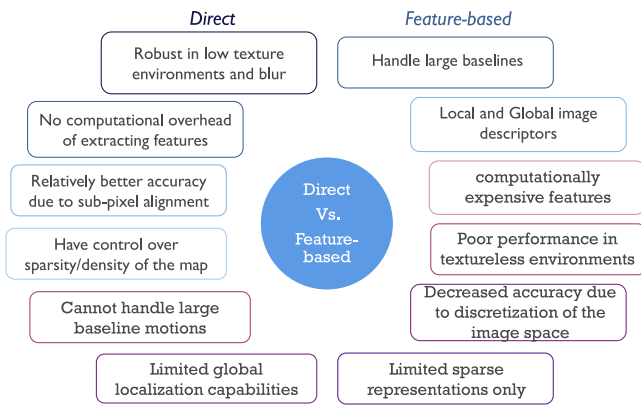 Direct
Feature-based
Robust in low texture
environments and blur
No computational overhead
of extracting features
Relatively better accuracy
due to sub-pixel alignment
Have control over
sparsity/density of the map
Cannot handle large
baseline motions
Limited global
localization capabilities
Direct
Vs.
Feature-
based
Handle large baselines
Local and Global image
descriptors
computationally
expensive features
Poor performance in
textureless environments
Decreased accuracy due
to discretization of the
image space
Limited sparse
representations only